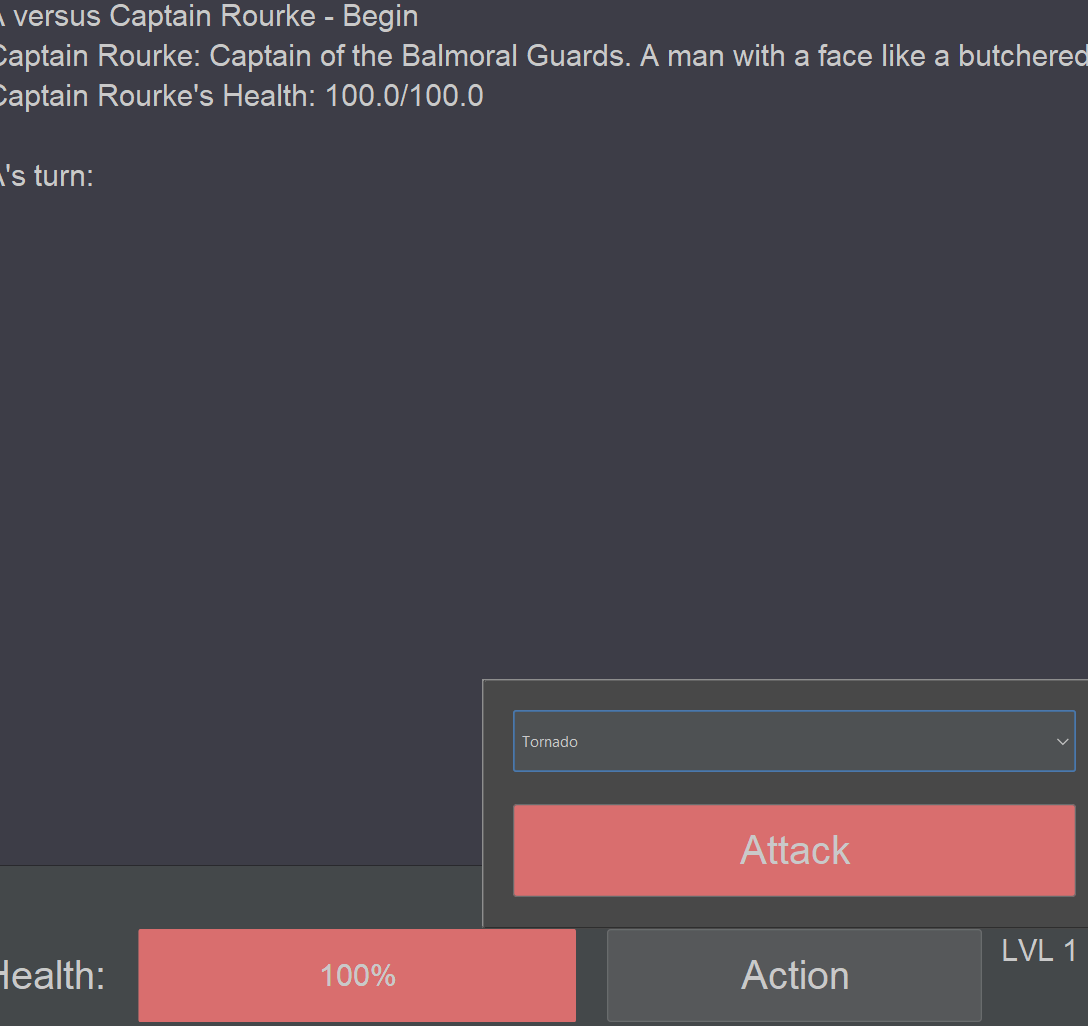 A versus Captain Rourke - Begin
Captain Rourke: Captain of the Balmoral Guards. A man with a face like a butchered
Captain Rourke's Health: 100.0/100.0
A's turn:
Tornado
Attack
Health:
100%
Action
LVL 1